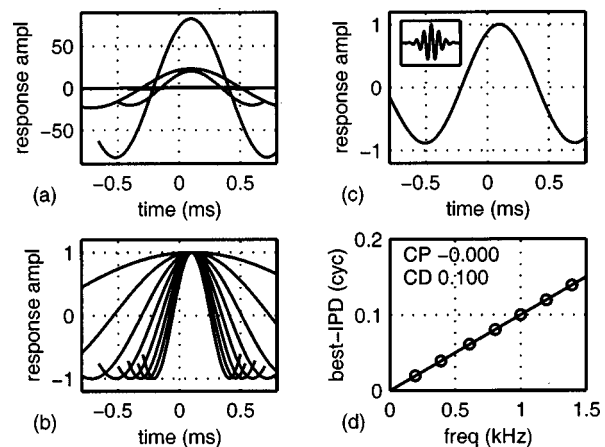 response ampl
50
0
−50
−0.5
0
0.5
(a)
time (ms)
response ampl
1
0
−1
−0.5
0
0.5
(c)
time (ms)
response ampl
1
0
−1
−0.5
0
0.5
(b)
time (ms)
best−IPD (cyc)
0.2
0.1
0
CP −0.000
CD 0.100
0
0.5
1
1.5
(d)
freq (kHz)